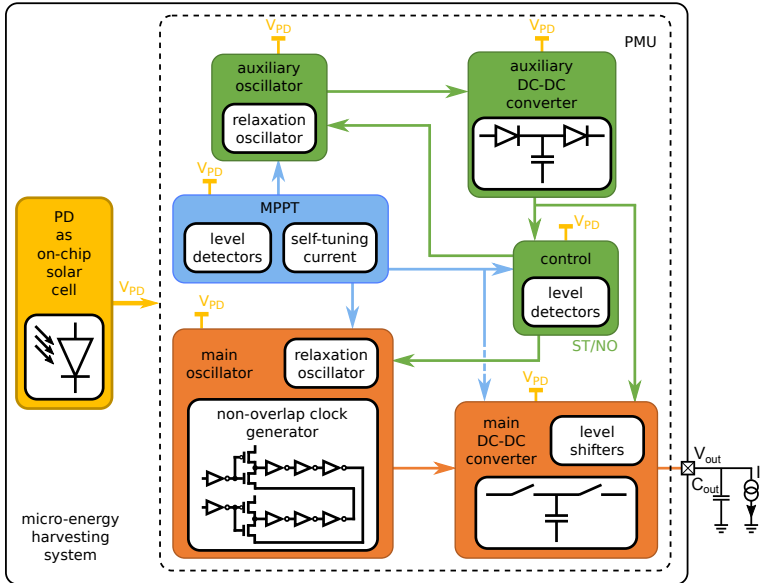 V_PD
V_PD
PMU
auxiliary
oscillator
relaxation
oscillator
auxiliary
DC-DC
converter
V_PD
MPPT
level
detectors
self-tuning
current
PD
as
on-chip
solar
cell
V_PD
V_PD
control
level
detectors
ST/NO
V_PD
main
oscillator
relaxation
oscillator
non-overlap clock
generator
V_PD
main
DC-DC
converter
level
shifters
V_out
C_out
I
micro-energy
harvesting
system